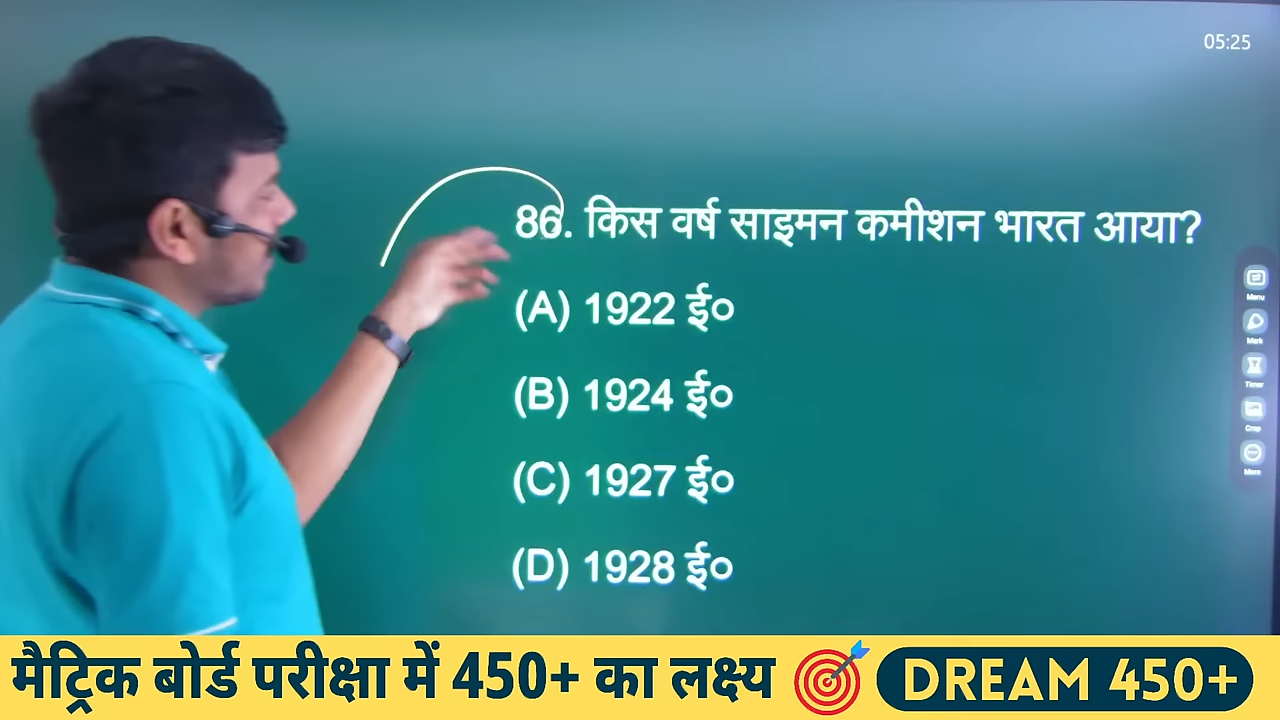 05:25
86. किस वर्ष साइमन कमीशन भारत आया?
(A) 1922 ई०
(B) 1924 ई०
(C) 1927 ई०
(D) 1928 ई०
Menu
Mark
Timer
Crop
More
मैट्रिक बोर्ड परीक्षा में 450+ का लक्ष्य DREAM 450+